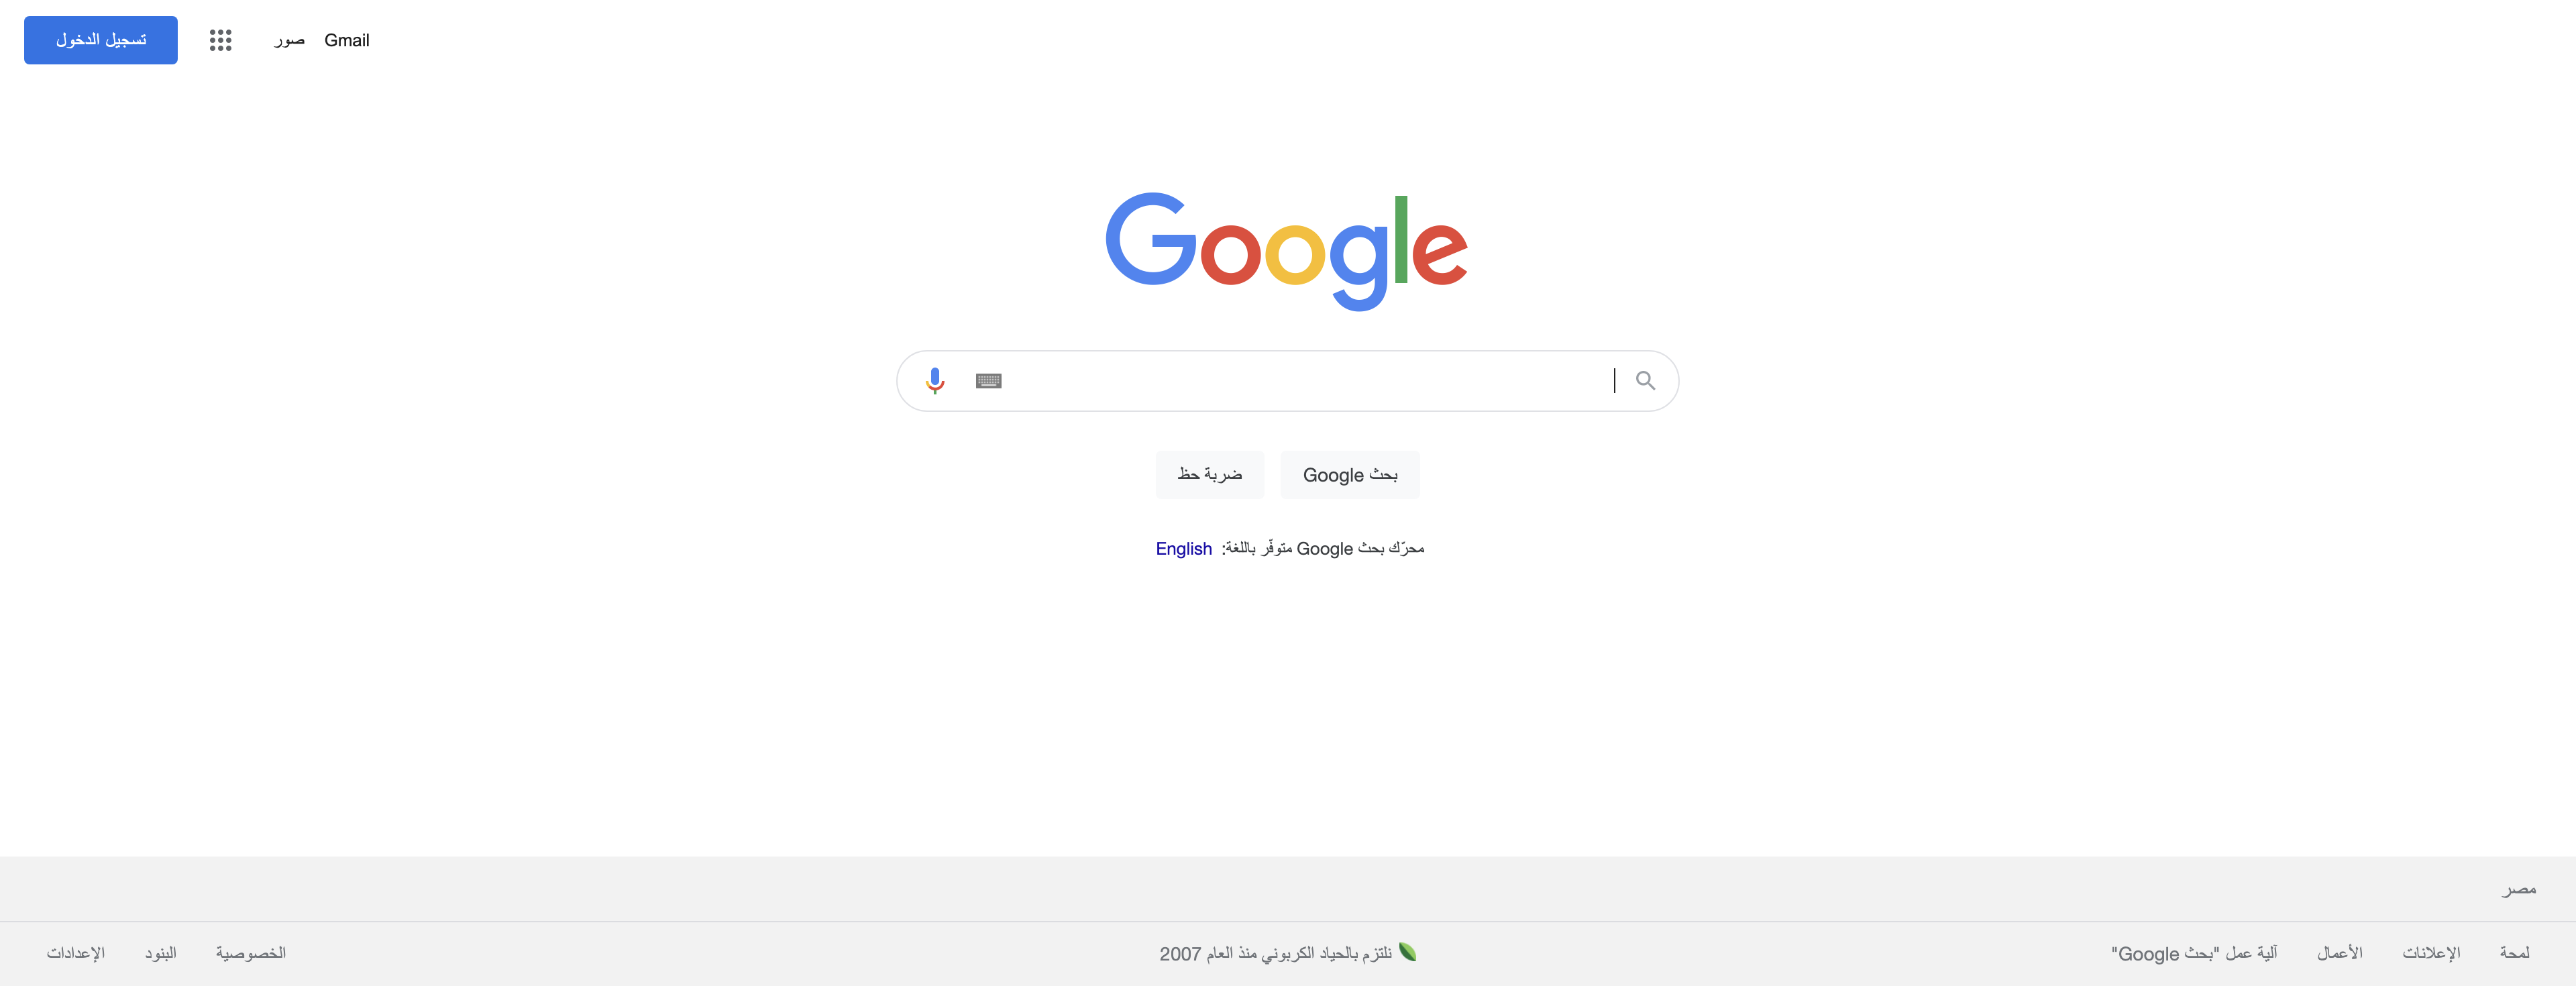 Gmail صور تسجيل الدخول
Google
بحث Google ضربة حظ
محرّك بحث Google متوفّر باللغة: English
مصر
لمحة الإعلانات الأعمال آلية عمل "بحث Google" نلتزم بالحياد الكربوني منذ العام 2007 الخصوصية البنود الإعدادات